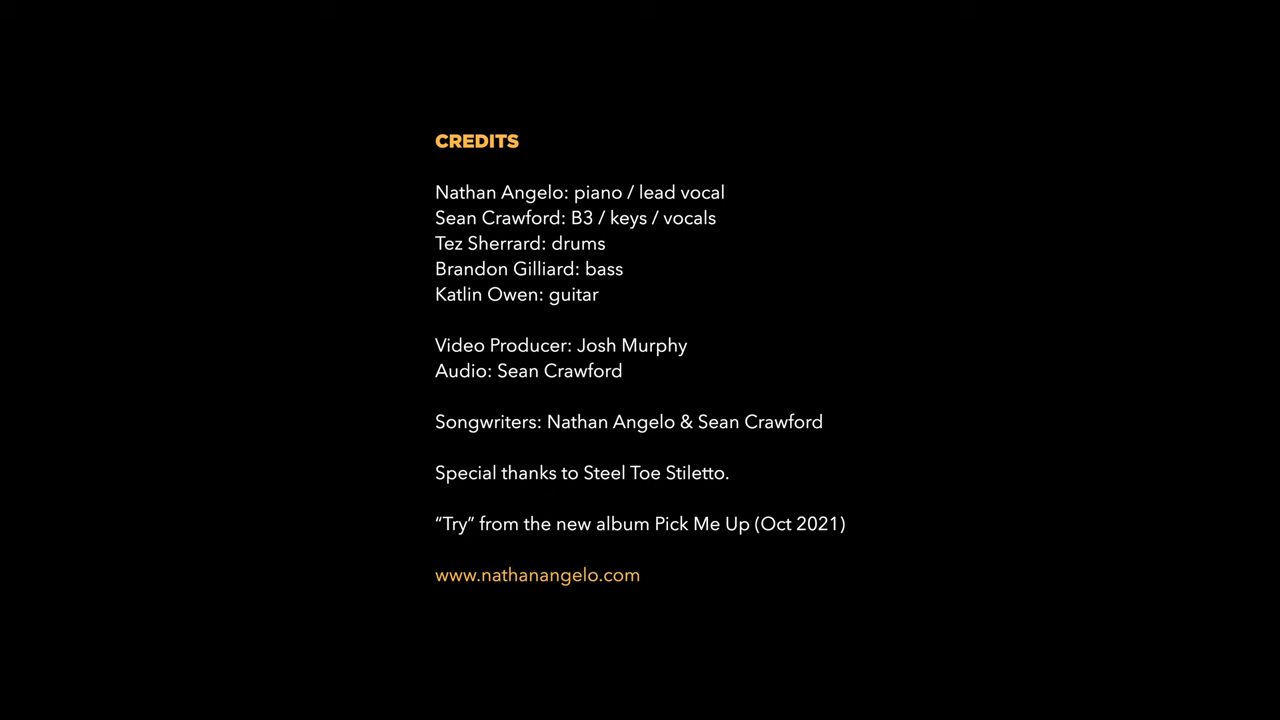 CREDITS
Nathan Angelo: piano / lead vocal
Sean Crawford: B3 / keys / vocals
Tez Sherrard: drums
Brandon Gilliard: bass
Katlin Owen: guitar
Video Producer: Josh Murphy
Audio: Sean Crawford
Songwriters: Nathan Angelo & Sean Crawford
Special thanks to Steel Toe Stiletto.
“Try” from the new album Pick Me Up (Oct 2021)
www.nathanangelo.com